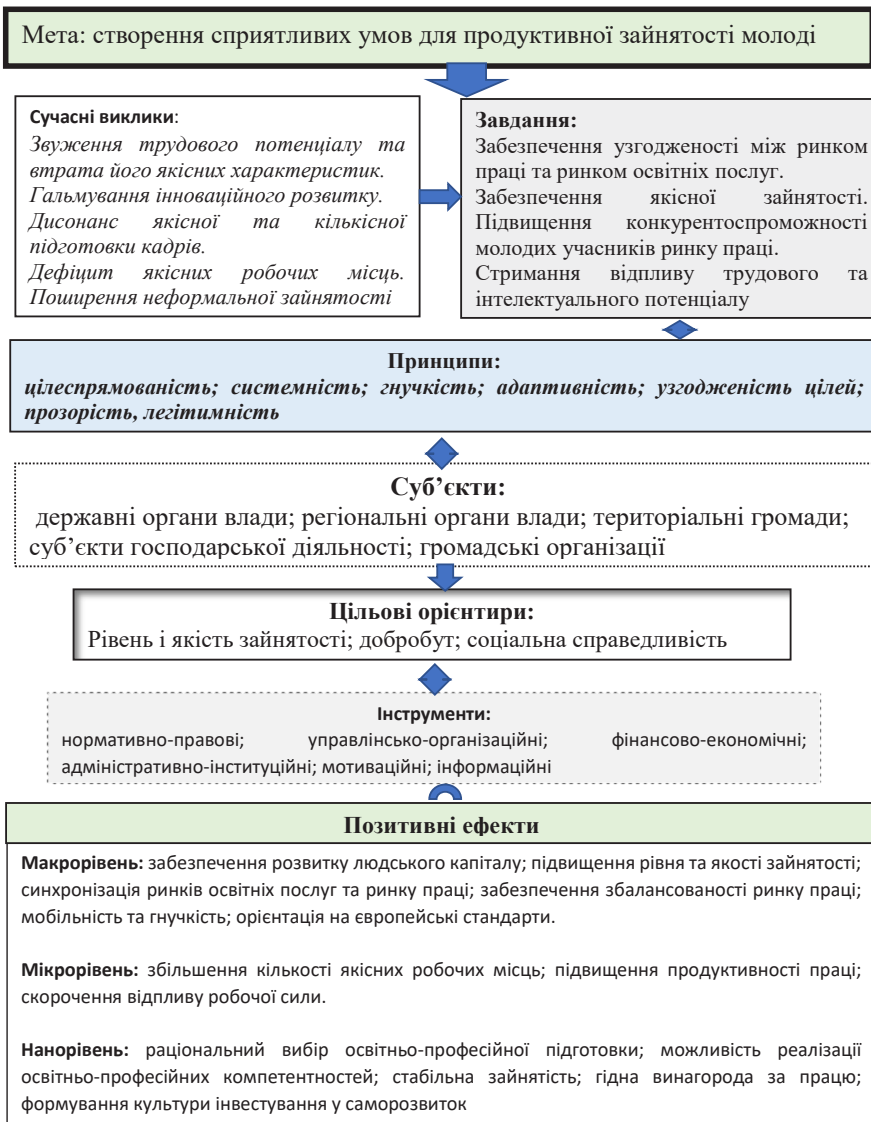 Мета: створення сприятливих умов для продуктивної зайнятості молоді
Сучасні виклики:
Звуження трудового потенціалу та
втрата його якісних характеристик.
Гальмування інноваційного розвитку.
Дисонанс якісної та кількісної
підготовки кадрів.
Дефіцит якісних робочих місць.
Поширення неформальної зайнятості
Завдання:
Забезпечення узгодженості між ринком
праці та ринком освітніх послуг.
Забезпечення якісної зайнятості.
Підвищення конкурентоспроможності
молодих учасників ринку праці.
Стримання відпливу трудового та
інтелектуального потенціалу
Принципи:
цілеспрямованість; системність; гнучкість; адаптивність; узгодженість цілей;
прозорість, легітимність
Суб’єкти:
державні органи влади; регіональні органи влади; територіальні громади;
суб’єкти господарської діяльності; громадські організації
Цільові орієнтири:
Рівень і якість зайнятості; добробут; соціальна справедливість
Інструменти:
нормативно-правові; управлінсько-організаційні; фінансово-економічні;
адміністративно-інституційні; мотиваційні; інформаційні
Позитивні ефекти
Макрорівень: забезпечення розвитку людського капіталу; підвищення рівня та якості зайнятості;
синхронізація ринків освітніх послуг та ринку праці; забезпечення збалансованості ринку праці;
мобільність та гнучкість; орієнтація на європейські стандарти.
Мікрорівень: збільшення кількості якісних робочих місць; підвищення продуктивності праці;
скорочення відпливу робочої сили.
Нанорівень: раціональний вибір освітньо-професійної підготовки; можливість реалізації
освітньо-професійних компетентностей; стабільна зайнятість; гідна винагорода за працю;
формування культури інвестування у саморозвиток